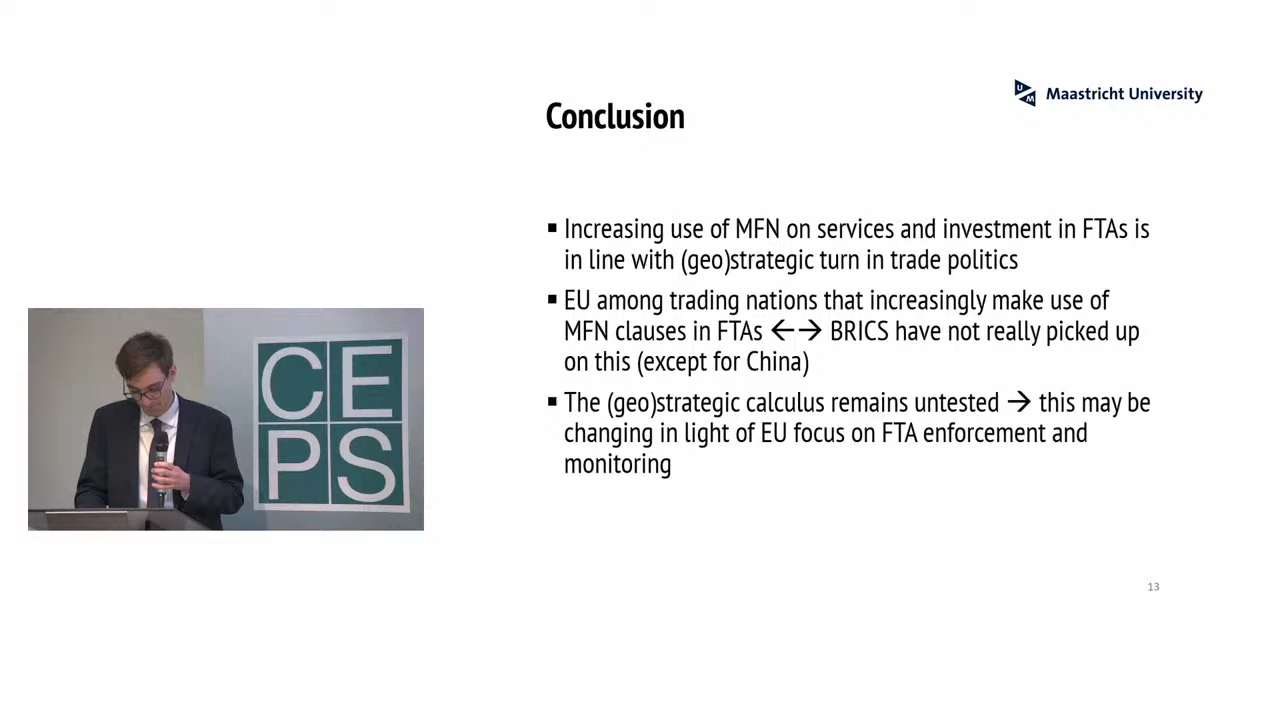 Maastricht University
UM
Conclusion
▪ Increasing use of MFN on services and investment in FTAs is
in line with (geo)strategic turn in trade politics
▪ EU among trading nations that increasingly make use of
MFN clauses in FTAs ←→ BRICS have not really picked up
on this (except for China)
▪ The (geo)strategic calculus remains untested → this may be
changing in light of EU focus on FTA enforcement and
monitoring
CE
PS
13